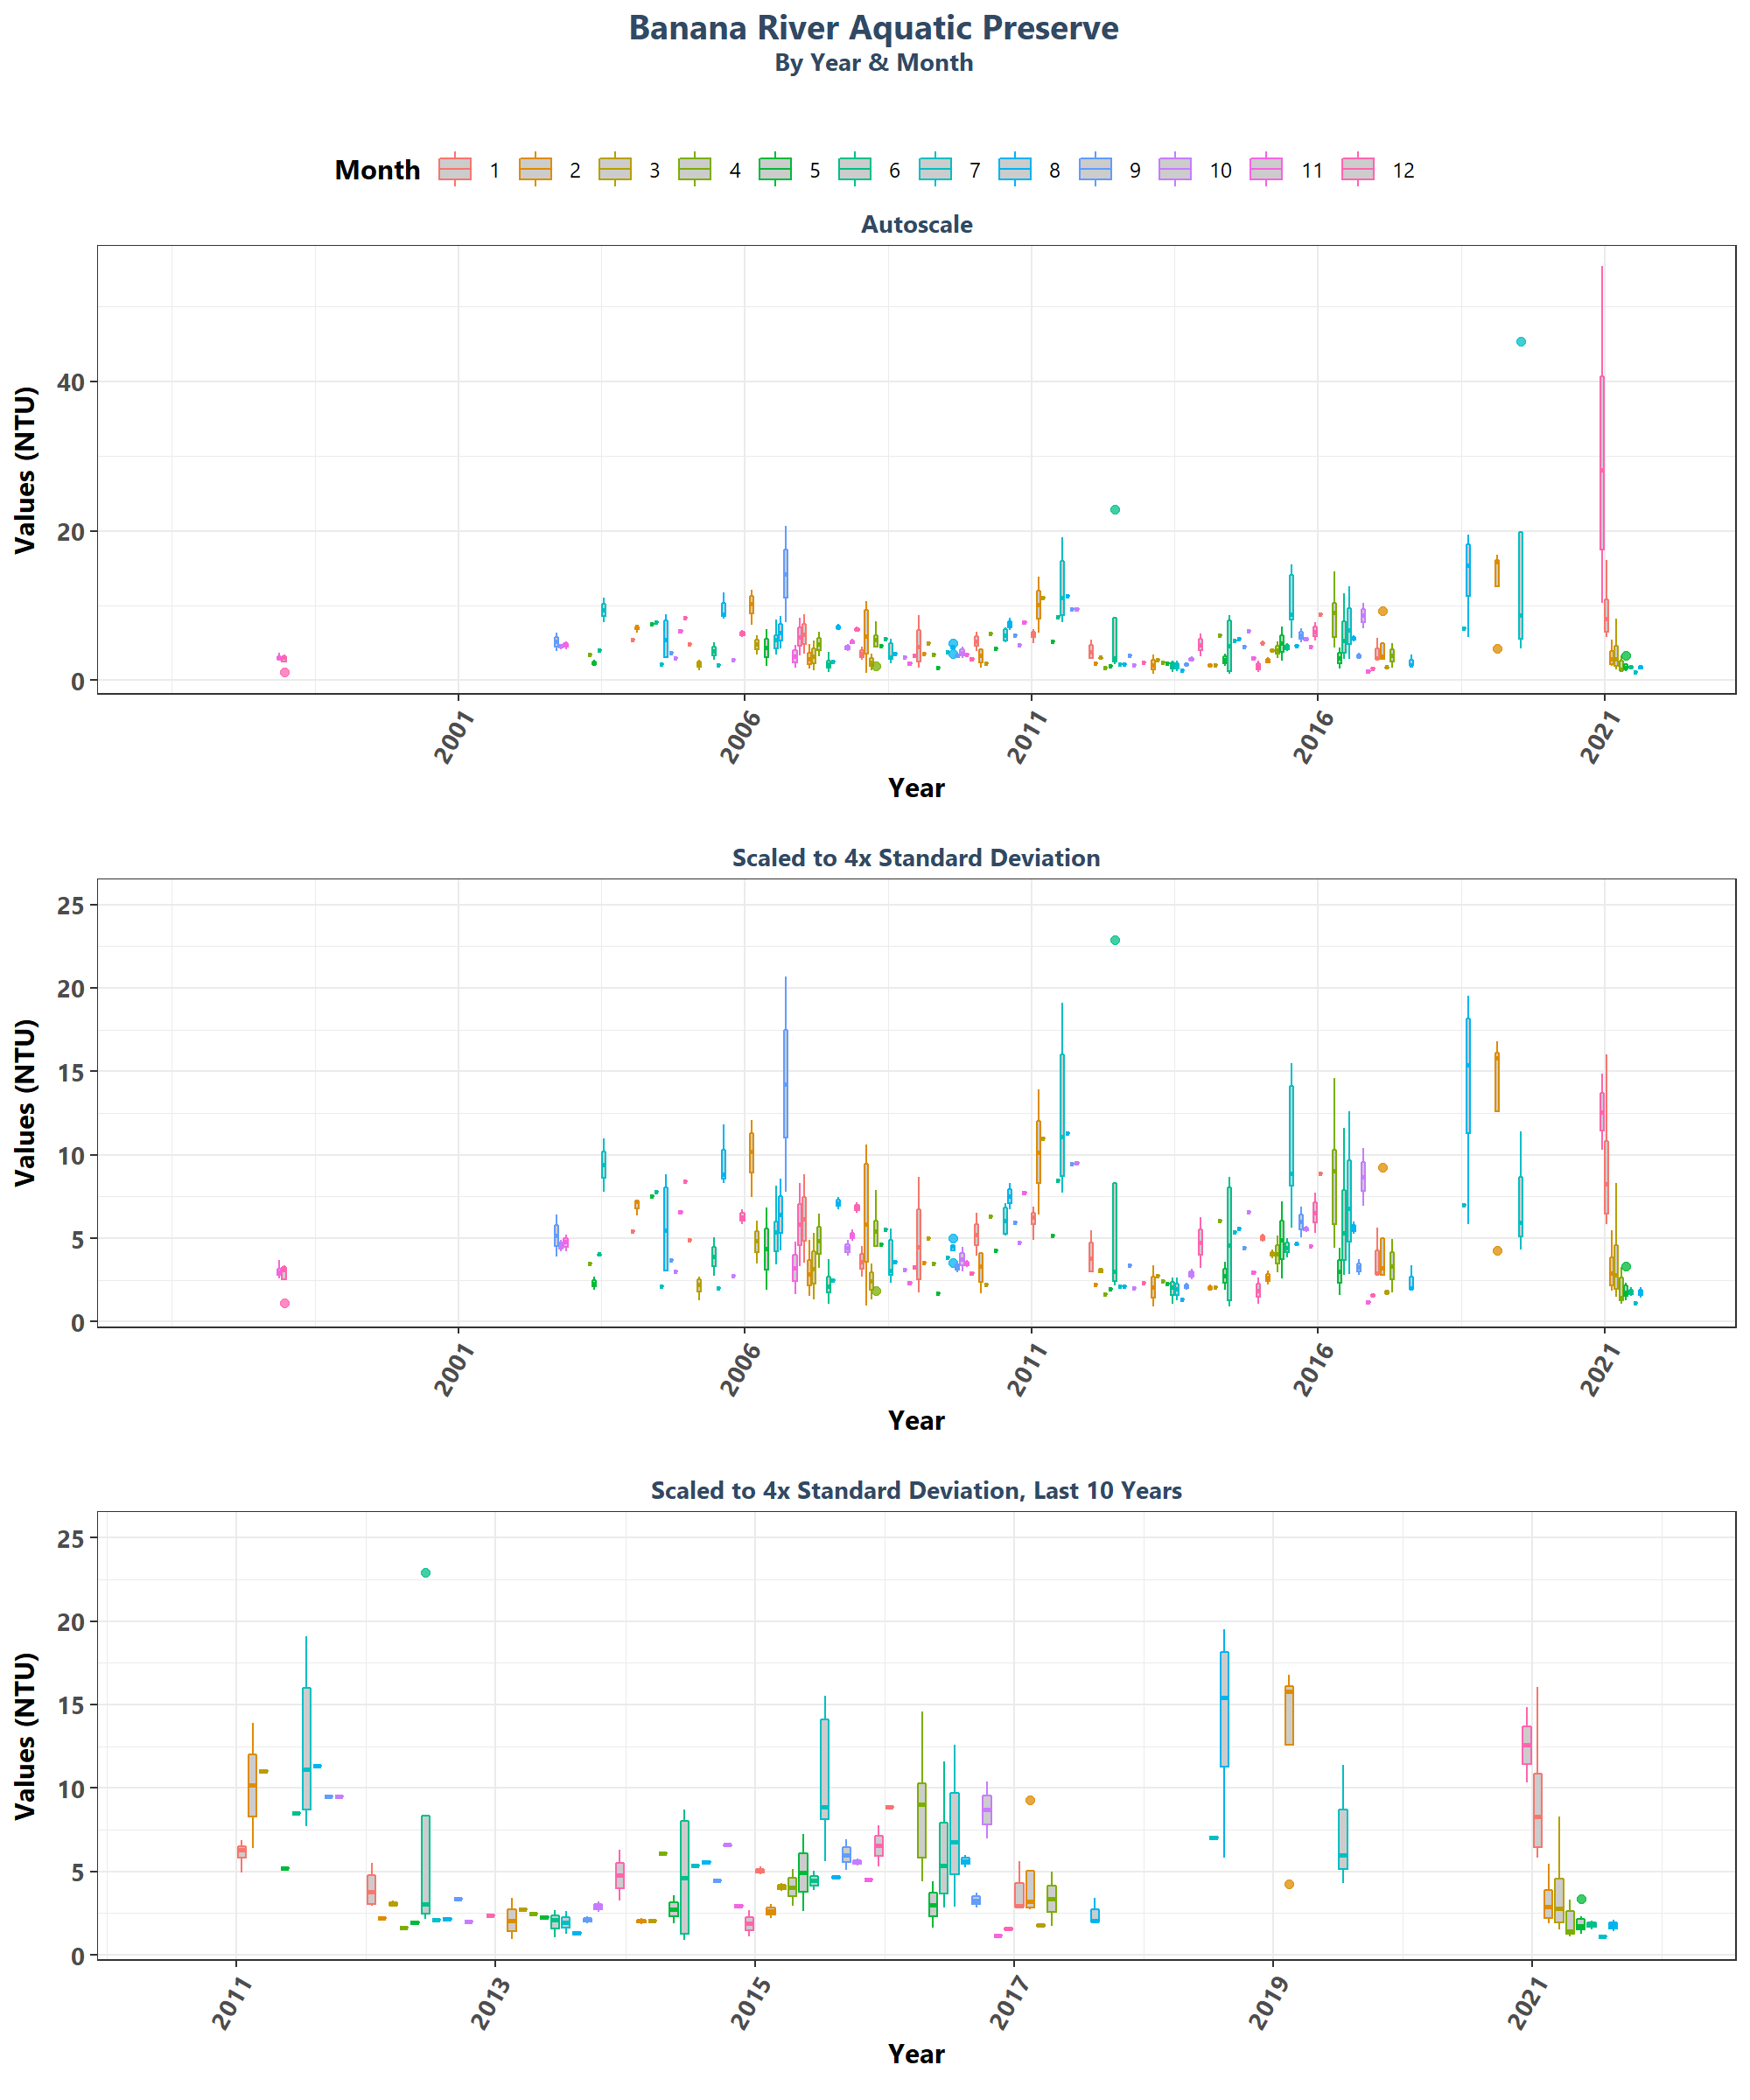 Banana River Aquatic Preserve
By Year & Month
Month 1 2 3 4 5 6 7 8 9 10 11 12
Autoscale
Values (NTU)
40
20
0
2001 2006 2011 2016 2021
Year
Scaled to 4x Standard Deviation
Values (NTU)
25
20
15
10
5
0
2001 2006 2011 2016 2021
Year
Scaled to 4x Standard Deviation, Last 10 Years
Values (NTU)
25
20
15
10
5
0
2011 2013 2015 2017 2019 2021
Year